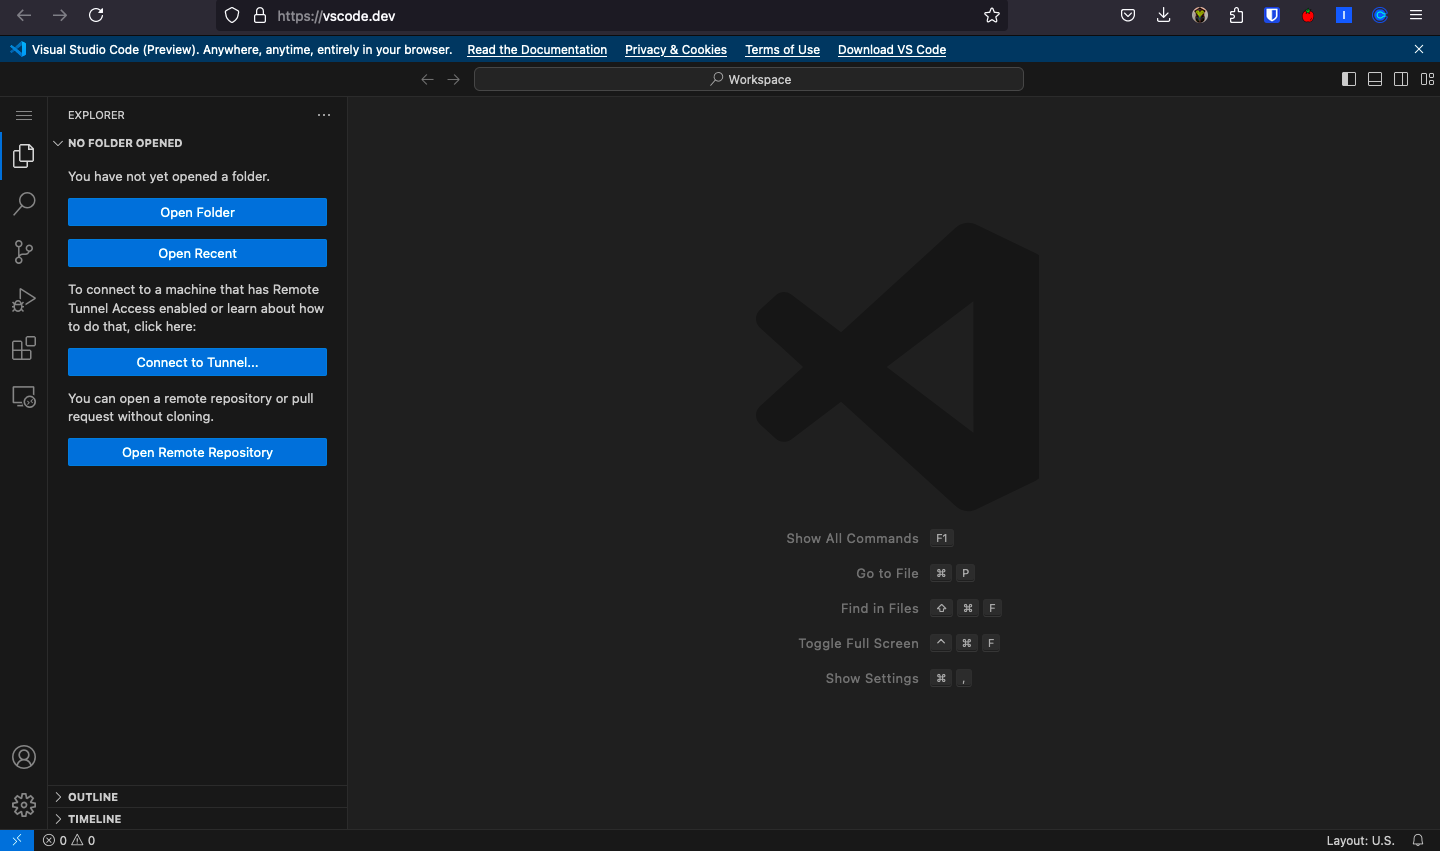 https://vscode.dev
Visual Studio Code (Preview). Anywhere, anytime, entirely in your browser. Read the Documentation Privacy & Cookies Terms of Use Download VS Code
Workspace
EXPLORER
NO FOLDER OPENED
You have not yet opened a folder.
Open Folder
Open Recent
To connect to a machine that has Remote
Tunnel Access enabled or learn about how
to do that, click here:
Connect to Tunnel...
You can open a remote repository or pull
request without cloning.
Open Remote Repository
Show All Commands F1
Go to File ⌘ P
Find in Files ⇧ ⌘ F
Toggle Full Screen ^ ⌘ F
Show Settings ⌘ ,
OUTLINE
TIMELINE
0 0
Layout: U.S.